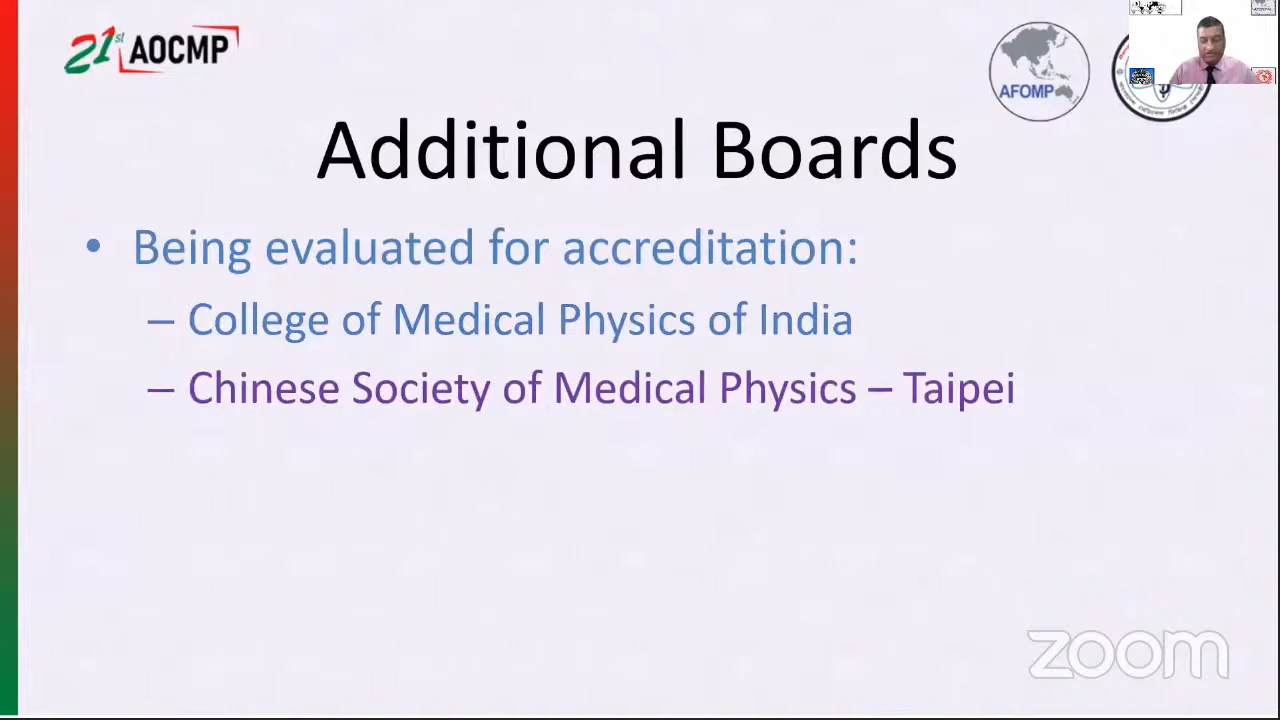 21st AOCMP
AFOMP
Additional Boards
• Being evaluated for accreditation:
– College of Medical Physics of India
– Chinese Society of Medical Physics – Taipei
zoom